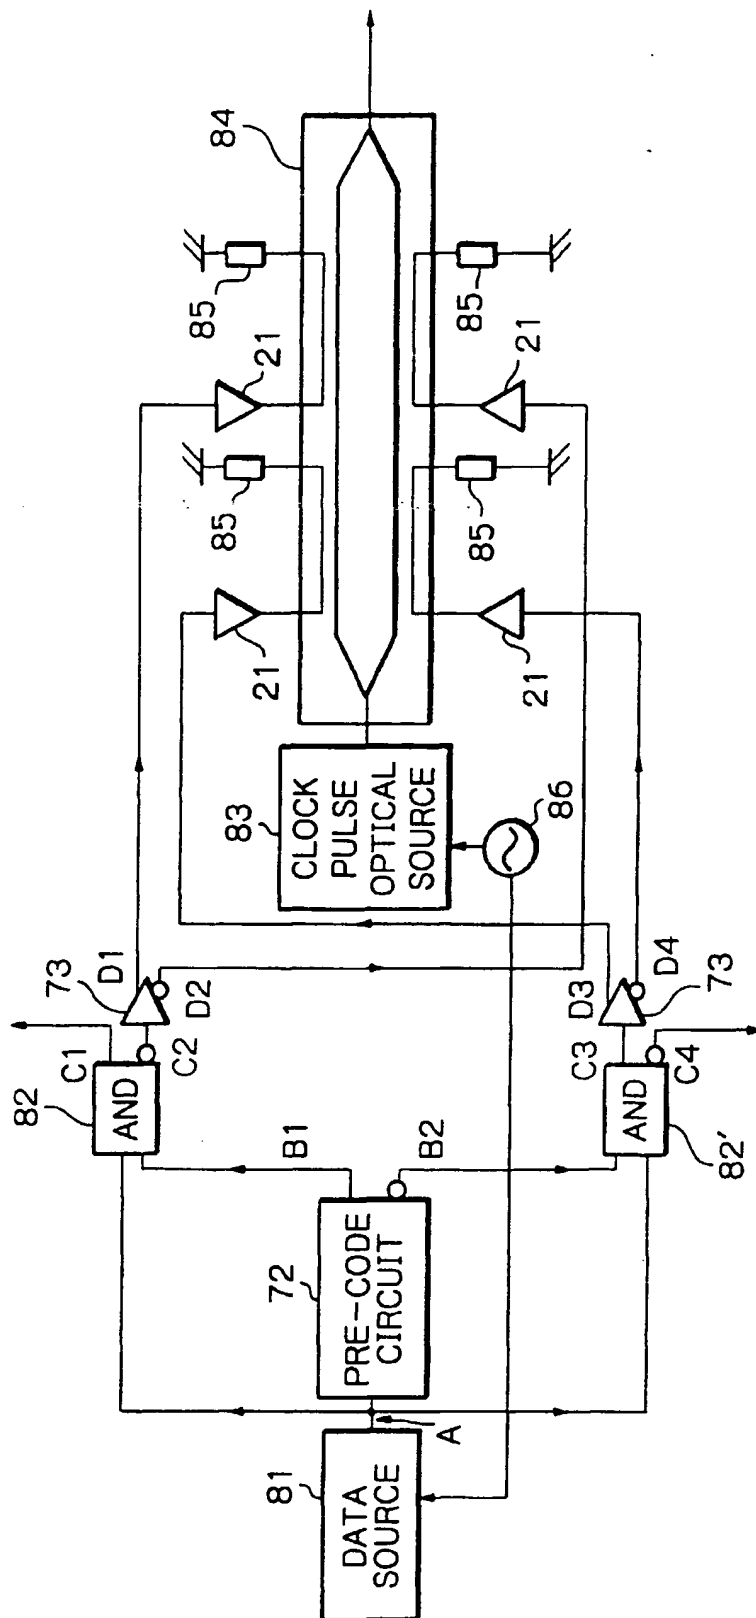 84
85
85
21
21
85
85
21
21
83
CLOCK
PULSE
OPTICAL
SOURCE
86
73
D1
D2
D3
D4
73
82
C1
C2
AND
C3
C4
AND
82'
B1
B2
72
PRE-CODE
CIRCUIT
A
81
DATA
SOURCE